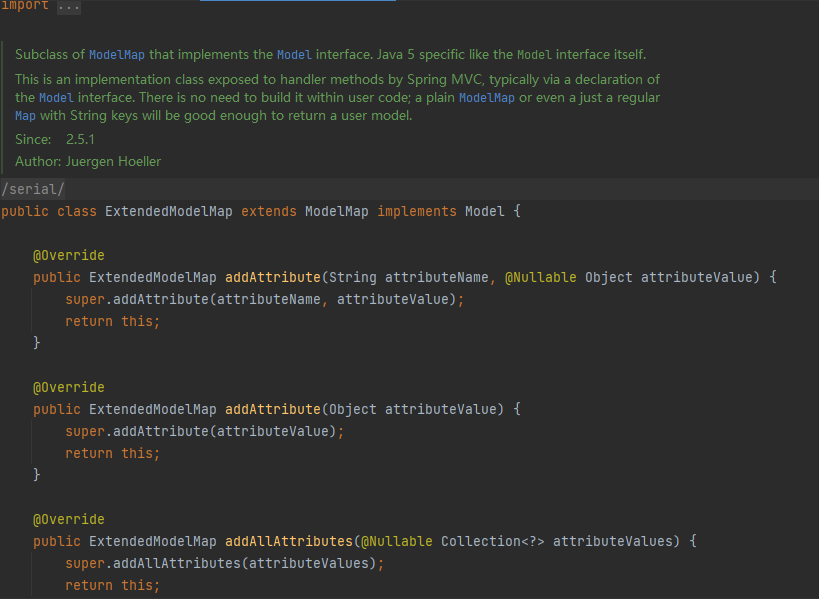 import ...
Subclass of ModelMap that implements the Model interface. Java 5 specific like the Model interface itself.
This is an implementation class exposed to handler methods by Spring MVC, typically via a declaration of
the Model interface. There is no need to build it within user code; a plain ModelMap or even a just a regular
Map with String keys will be good enough to return a user model.
Since: 2.5.1
Author: Juergen Hoeller
/serial/
public class ExtendedModelMap extends ModelMap implements Model {
@Override
public ExtendedModelMap addAttribute(String attributeName, @Nullable Object attributeValue) {
super.addAttribute(attributeName, attributeValue);
return this;
}
@Override
public ExtendedModelMap addAttribute(Object attributeValue) {
super.addAttribute(attributeValue);
return this;
}
@Override
public ExtendedModelMap addAllAttributes(@Nullable Collection<?> attributeValues) {
super.addAllAttributes(attributeValues);
return this;